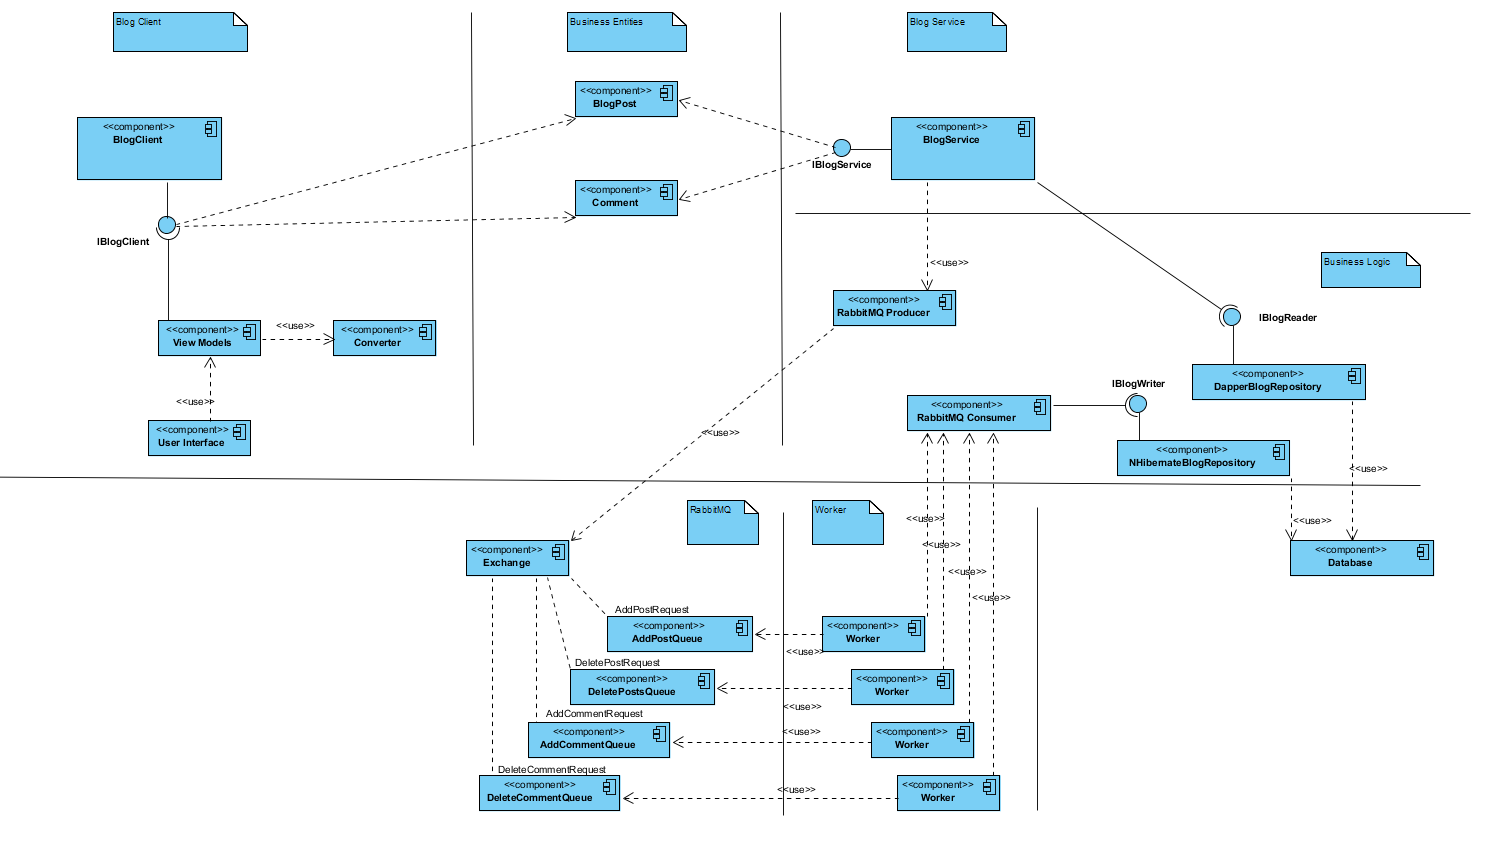 Blog Client
Business Entities
Blog Service
<<component>>
BlogPost
<<component>>
BlogClient
<<component>>
BlogService
IBlogService
<<component>>
Comment
IBlogClient
<<use>>
Business Logic
<<component>>
RabbitMQ Producer
IBlogReader
<<component>>
View Models
<<use>>
<<component>>
Converter
<<component>>
DapperBlogRepository
IBlogWriter
<<use>>
<<component>>
RabbitMQ Consumer
<<component>>
User Interface
<<use>>
<<component>>
NHibernateBlogRepository
<<use>>
RabbitMQ
Worker
<<use>>
<<use>>
<<component>>
Exchange
<<use>>
<<component>>
Database
<<use>>
<<use>>
AddPostRequest
<<component>>
AddPostQueue
<<component>>
Worker
<<use>>
DeletePostRequest
<<component>>
DeletePostsQueue
<<component>>
Worker
<<use>>
AddCommentRequest
<<component>>
AddCommentQueue
<<use>>
<<component>>
Worker
DeleteCommentRequest
<<component>>
DeleteCommentQueue
<<use>>
<<component>>
Worker